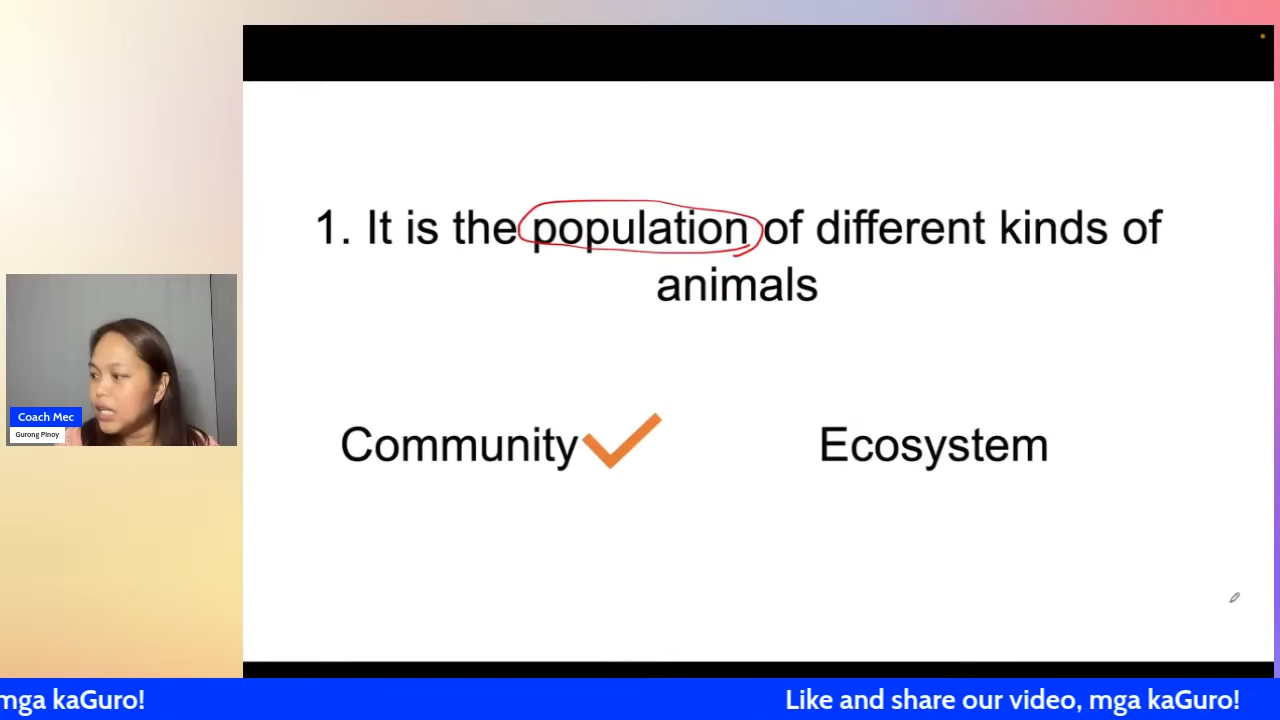 1. It is the population of different kinds of
animals
Community
Ecosystem
Coach Mec
Gurong Pinoy
mga kaGuro!
Like and share our video, mga kaGuro!